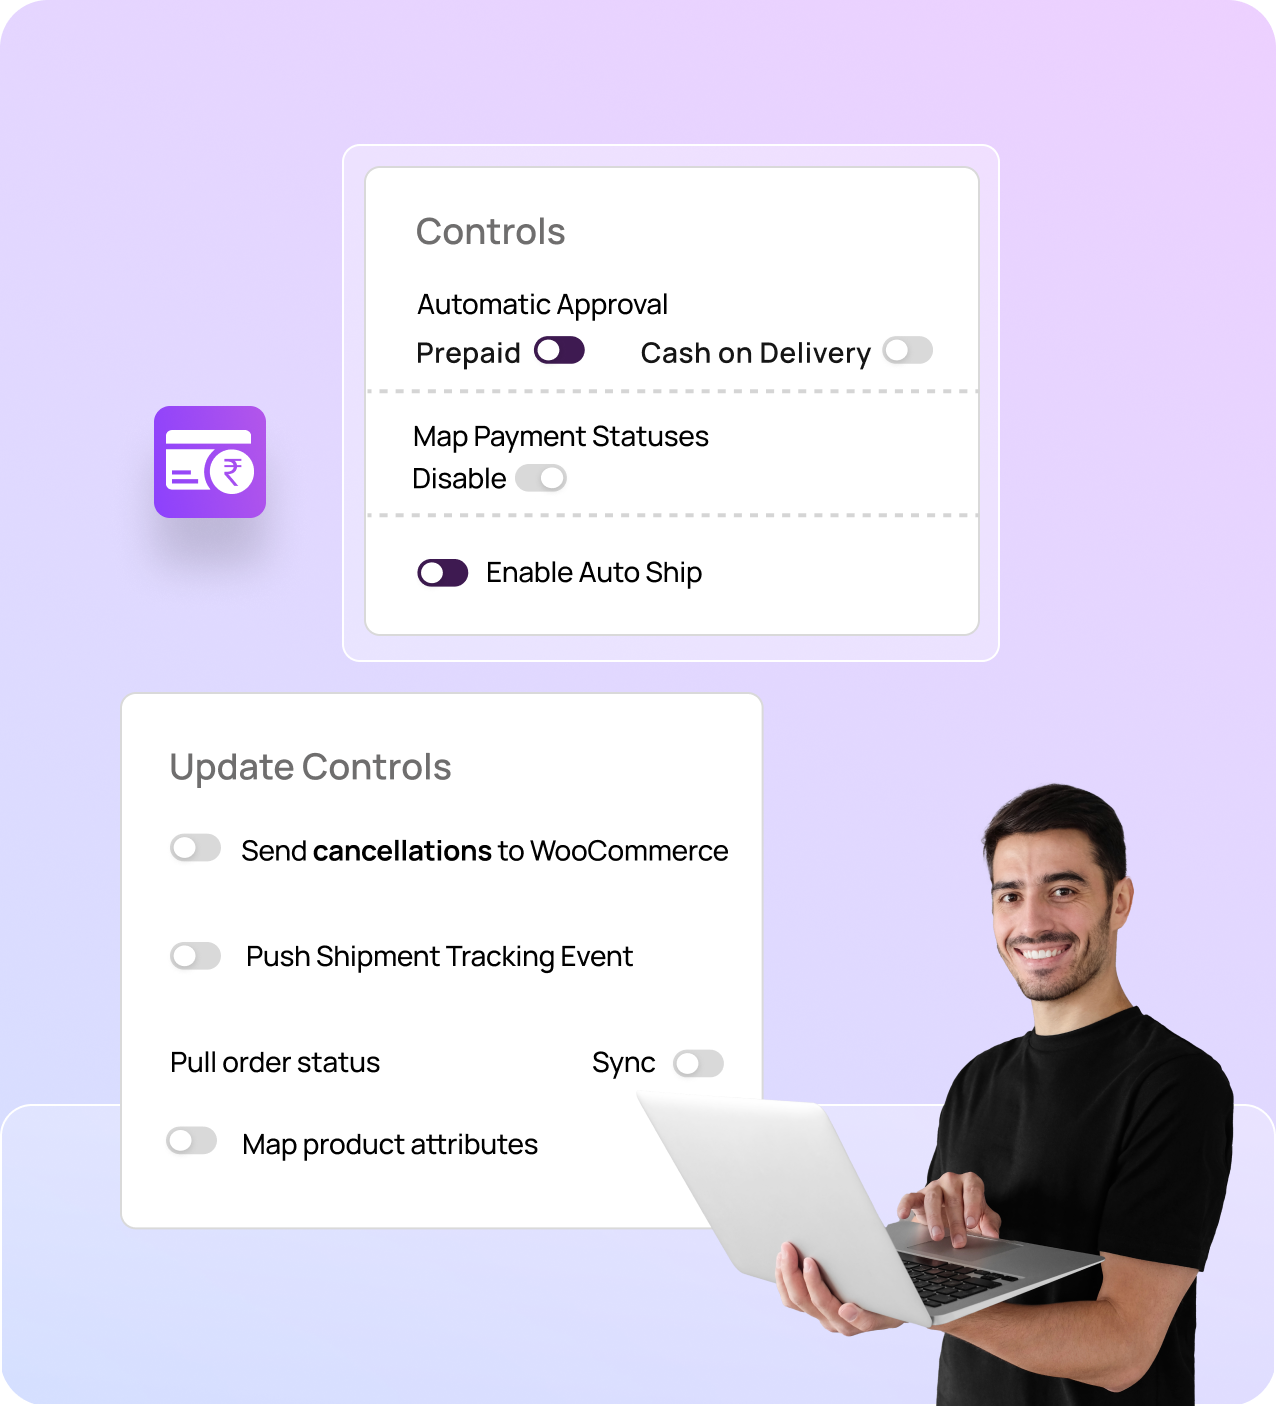 Controls
Automatic Approval
Prepaid Cash on Delivery
Map Payment Statuses
Disable
Enable Auto Ship
₹
Update Controls
Send cancellations to WooCommerce
Push Shipment Tracking Event
Pull order status Sync
Map product attributes